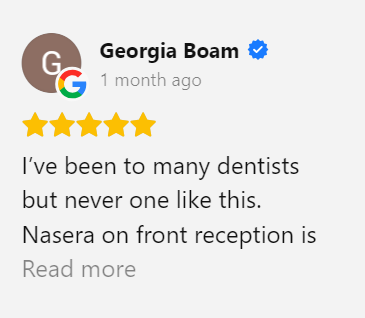 G
Georgia Boam
1 month ago
I’ve been to many dentists
but never one like this.
Nasera on front reception is
Read more